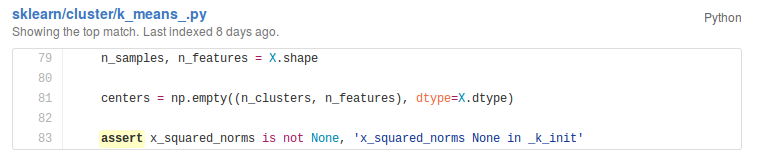 sklearn/cluster/k_means_.py
Python
Showing the top match. Last indexed 8 days ago.
79 n_samples, n_features = X.shape
80
81 centers = np.empty((n_clusters, n_features), dtype=X.dtype)
82
83 assert x_squared_norms is not None, 'x_squared_norms None in _k_init'